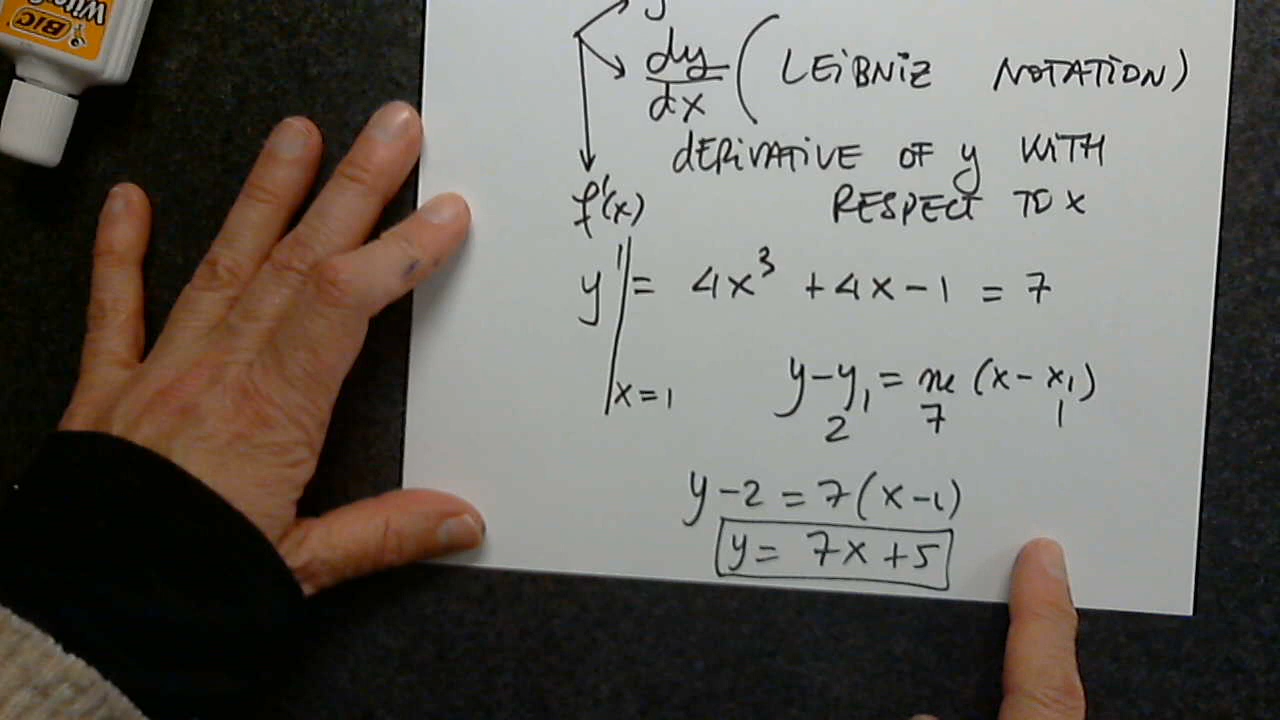 BIC
dy/dx ( LEIBNIZ NOTATION)
DERIVATIVE OF y WITH
RESPECT TO x
f'(x)
y'| = 4x³ + 4x - 1 = 7
x = 1
y - y₁ = m (x - x₁)
2 7 1
y - 2 = 7(x - 1)
y = 7x + 5